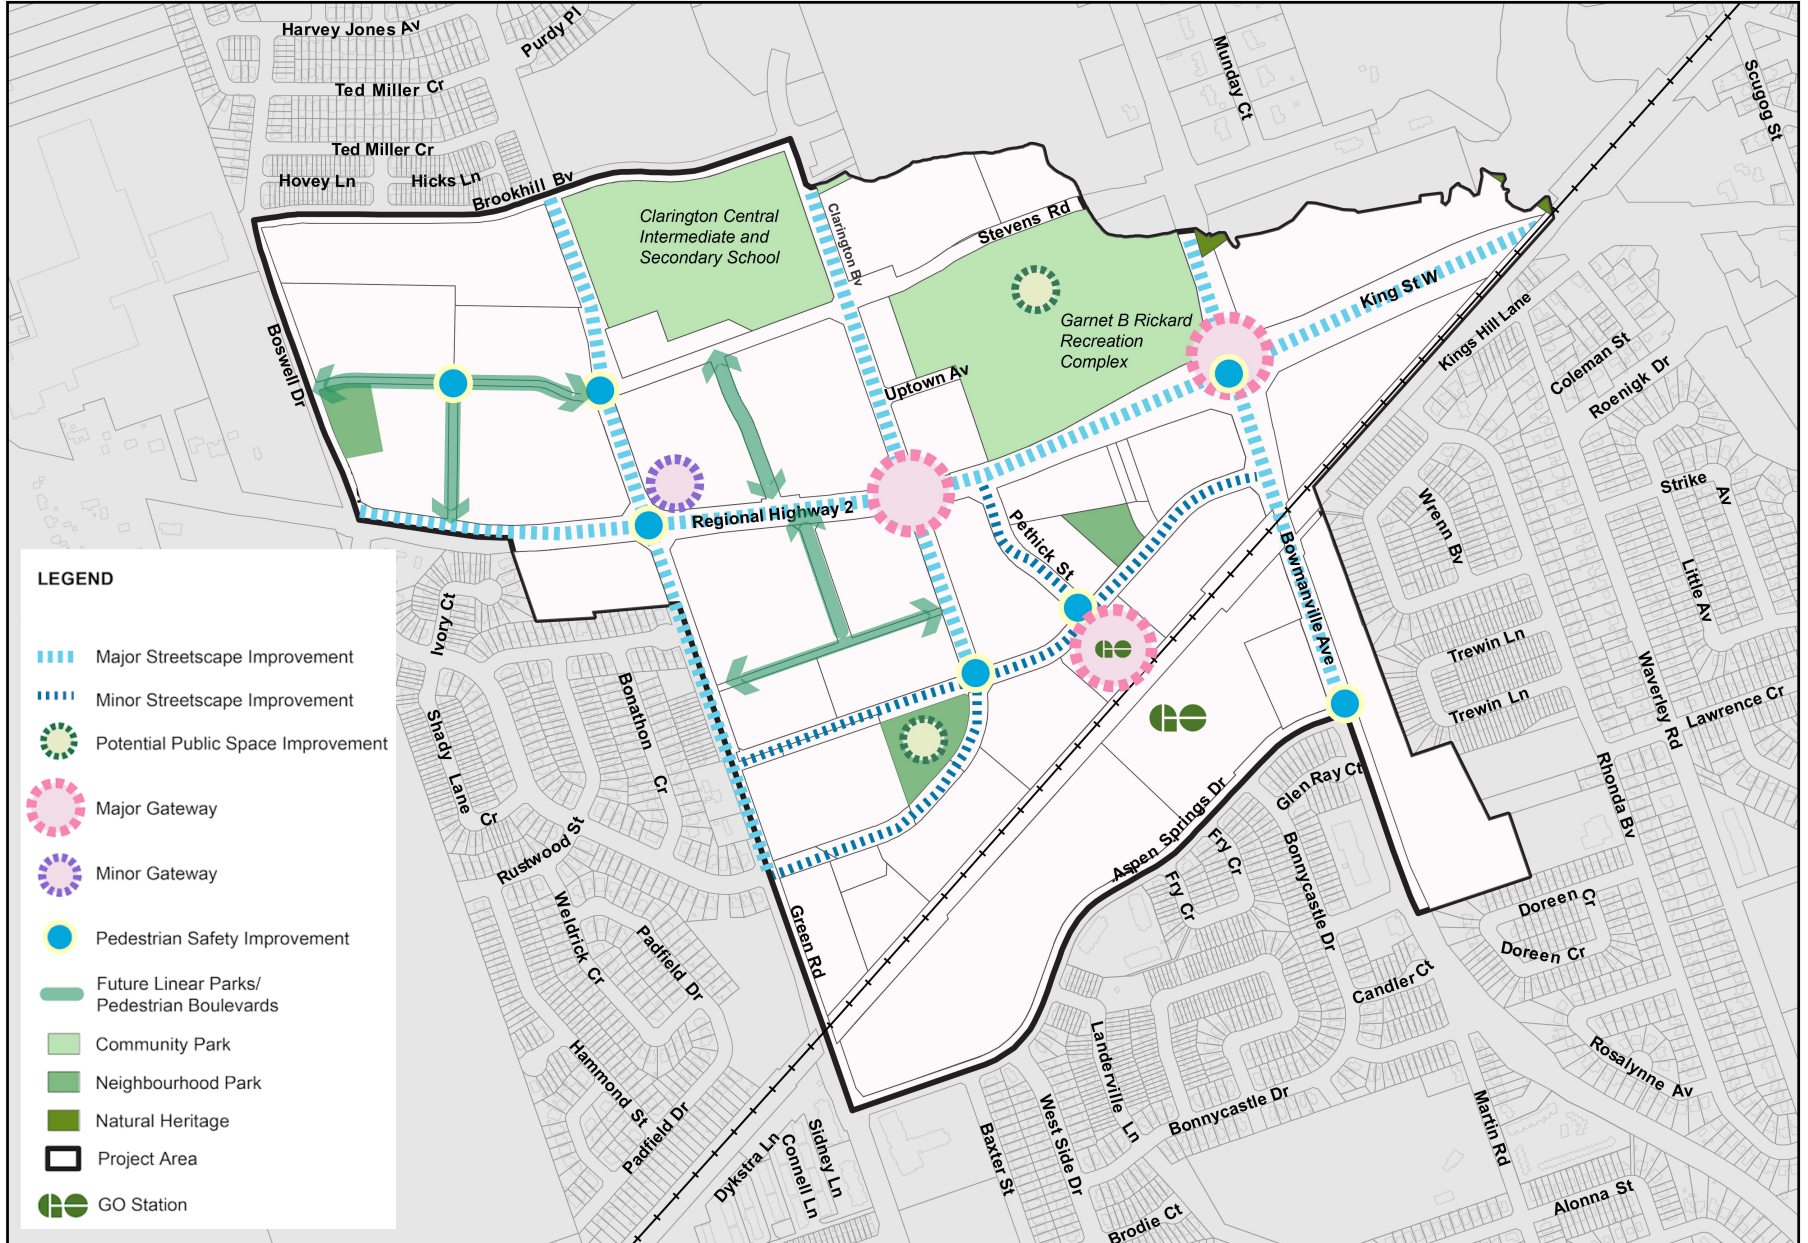 Harvey Jones Av
Purdy Pl
Ted Miller Cr
Ted Miller Cr
Hovey Ln
Hicks Ln
Brookhill Bv
Munday Ct
Scugog St
Clarington Central
Intermediate and
Secondary School
Clarington Bv
Stevens Rd
Garnet B Rickard
Recreation
Complex
King St W
Kings Hill Lane
Coleman St
Roenigk Dr
Boswell Dr
Uptown Av
Regional Highway 2
Pethick St
Bowmanville Ave
Strike Av
Wrenn Bv
Little Av
Trewin Ln
Trewin Ln
Waverley Rd
Lawrence Cr
Rhonda Bv
GO
GO
Ivory Ct
Bonathon Cr
Shady Lane Cr
Rustwood St
Weldrick Cr
Padfield Dr
Green Rd
Hammond St
Padfield Dr
Dykstra Ln
Connell Ln
Sidney Ln
Aspen Springs Dr
Glen Ray Ct
Fry Cr
Fry Cr
Bonnycastle Dr
Candler Ct
Doreen Cr
Doreen Cr
Landerville Ln
Bonnycastle Dr
West Side Dr
Baxter St
Brodie Ct
Martin Rd
Rosalynne Av
Alonna St
LEGEND
Major Streetscape Improvement
Minor Streetscape Improvement
Potential Public Space Improvement
Major Gateway
Minor Gateway
Pedestrian Safety Improvement
Future Linear Parks/
Pedestrian Boulevards
Community Park
Neighbourhood Park
Natural Heritage
Project Area
GO GO Station